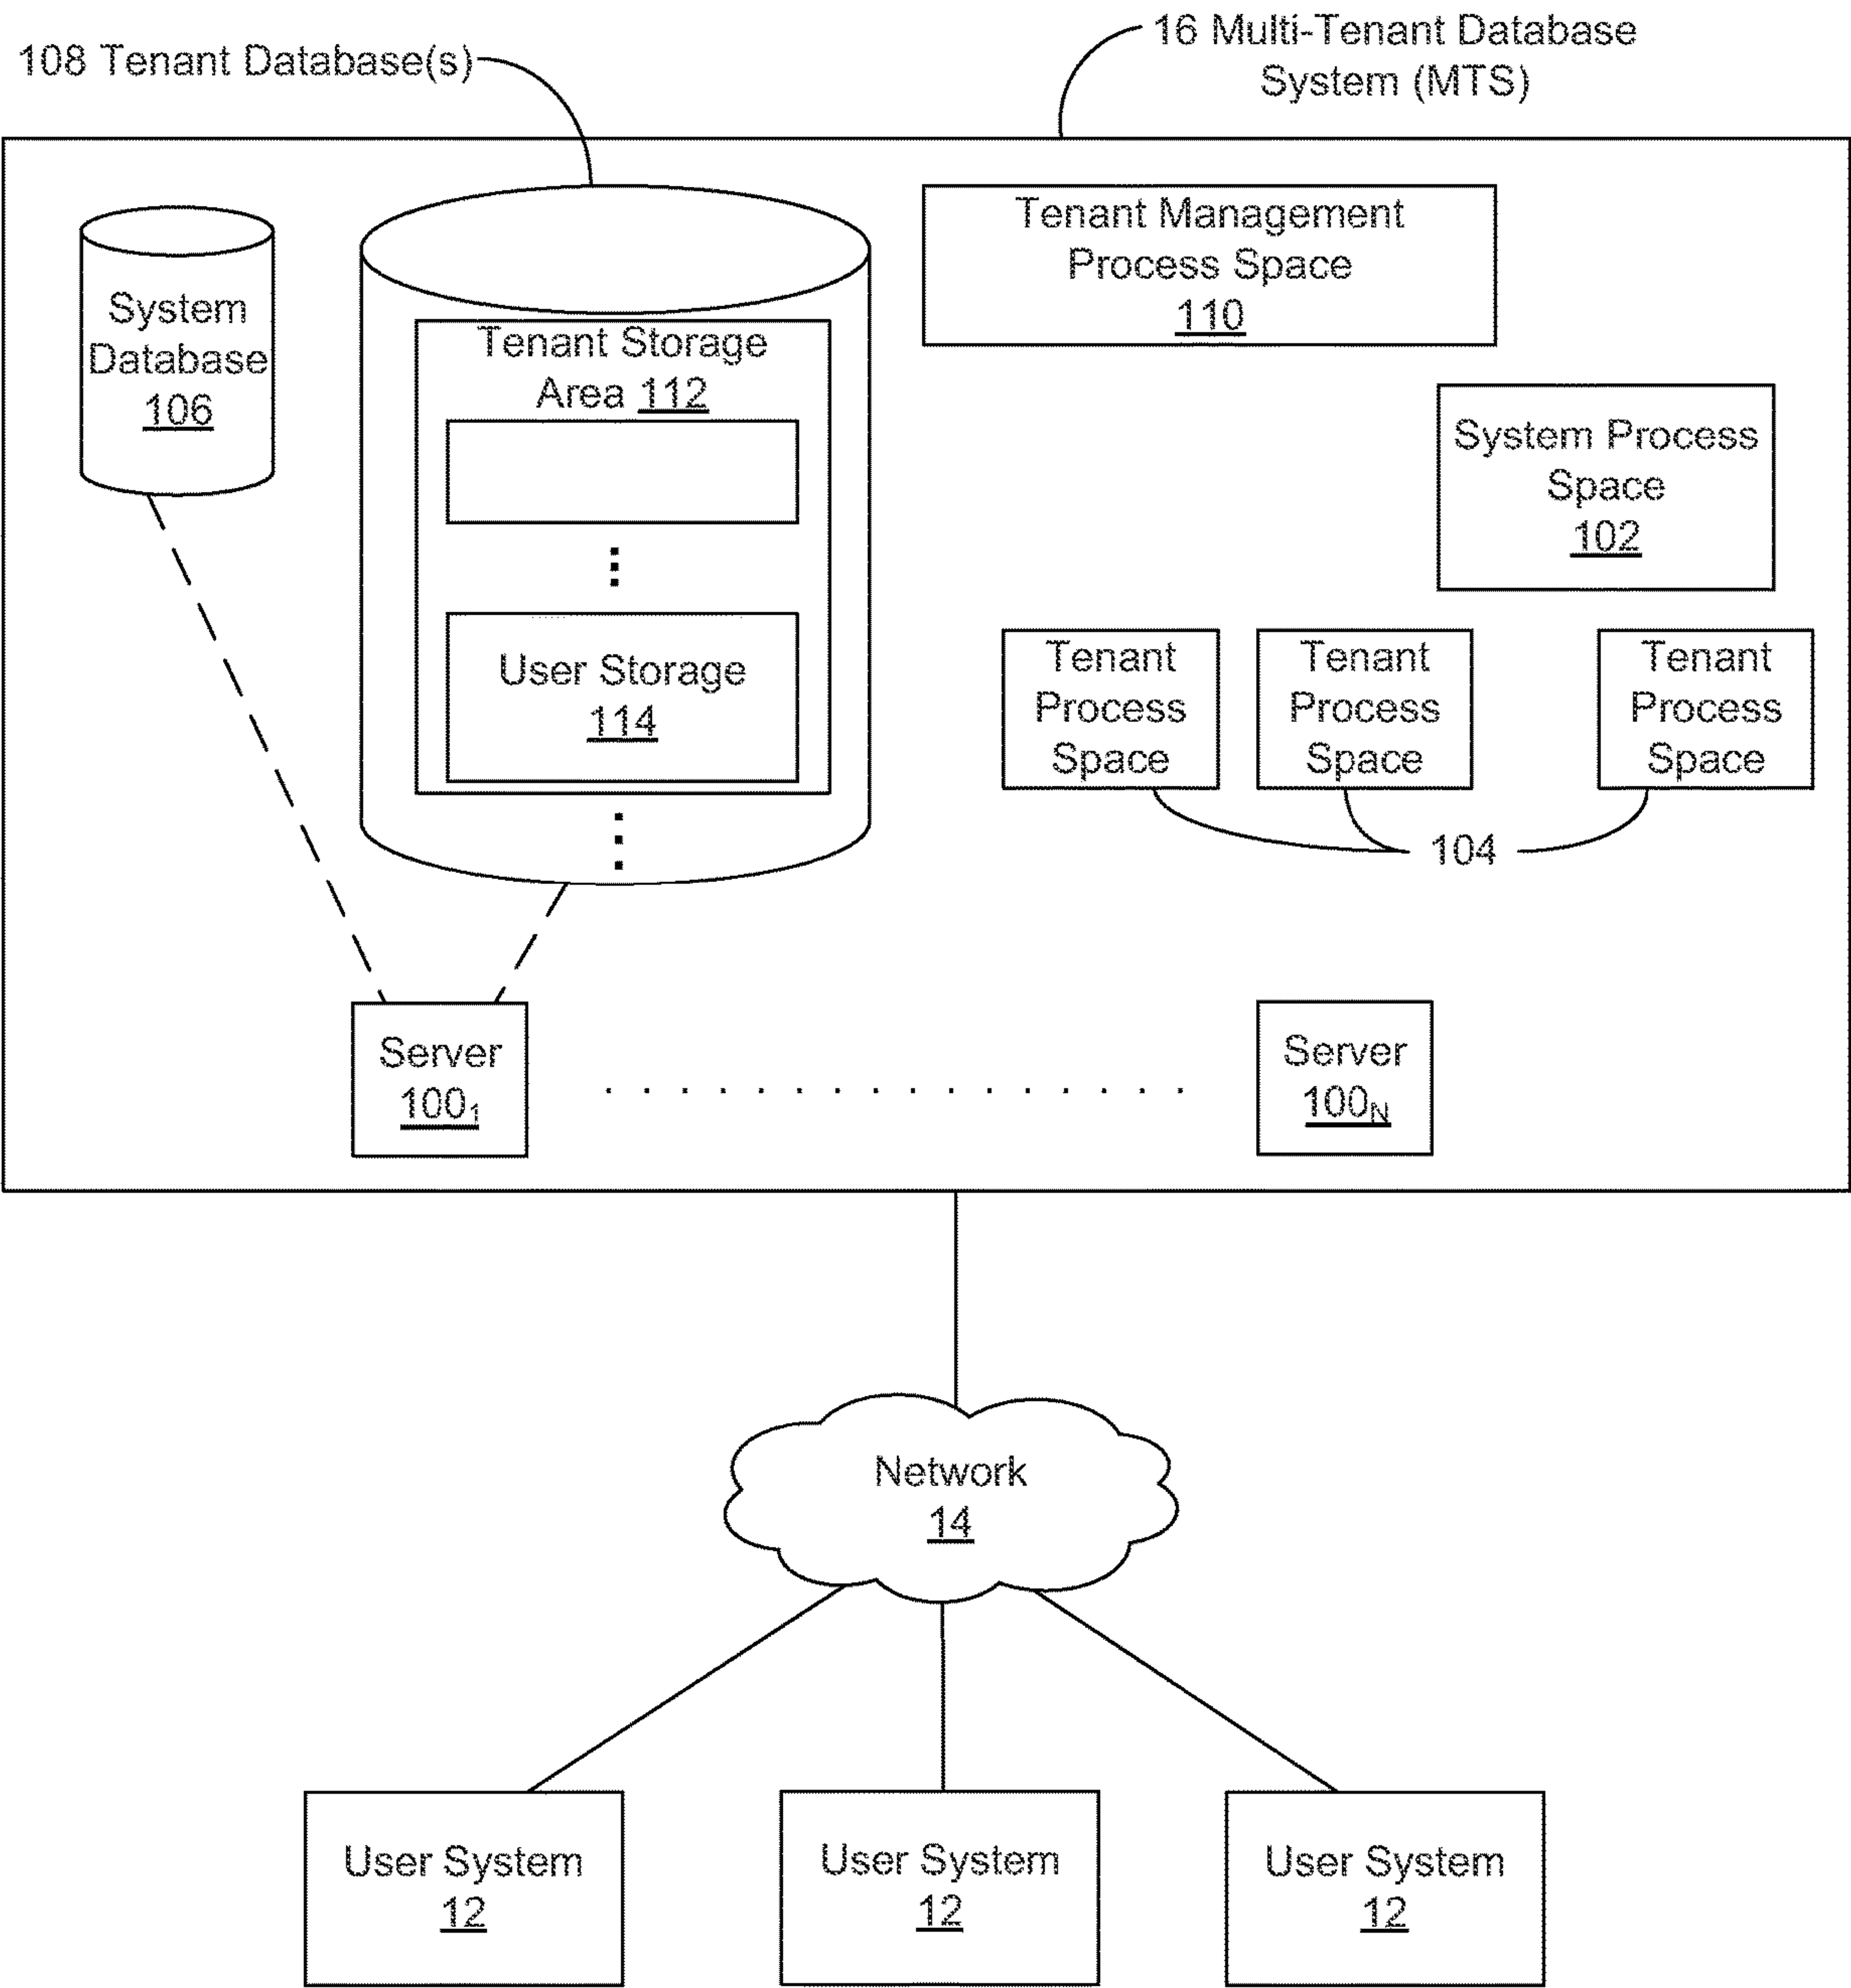 16 Multi-Tenant Database
System (MTS)
108 Tenant Database(s)
System
Database
106
Tenant Storage
Area 112
User Storage
114
Tenant Management
Process Space
110
System Process
Space
102
Tenant
Process
Space
Tenant
Process
Space
Tenant
Process
Space
104
Server
100₁
Server
100N
Network
14
User System
12
User System
12
User System
12